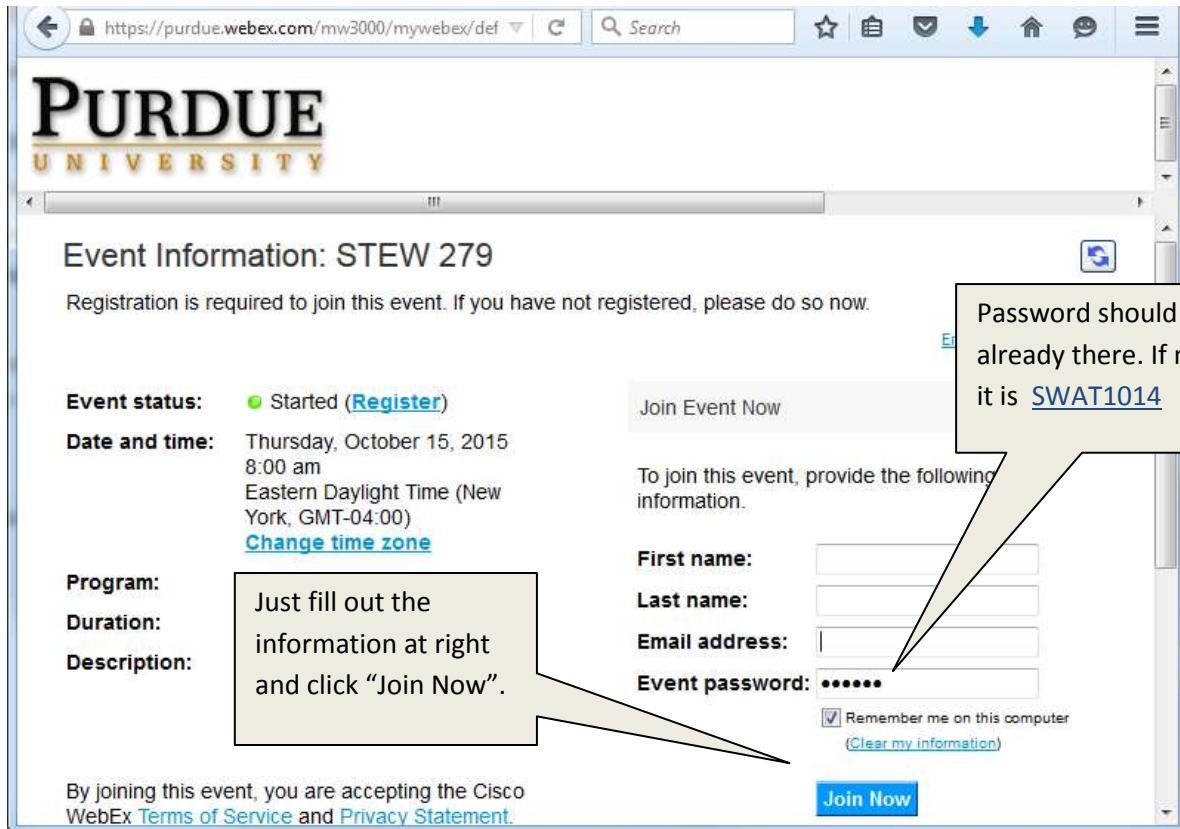 https://purdue.webex.com/mw3000/mywebex/def
Search
PURDUE
UNIVERSITY
Event Information: STEW 279
Registration is required to join this event. If you have not registered, please do so now.
Password should
already there. If
it is SWAT1014
Event status: Started (Register)
Date and time: Thursday, October 15, 2015
8:00 am
Eastern Daylight Time (New
York, GMT-04:00)
Change time zone
Program:
Duration:
Description:
Just fill out the
information at right
and click “Join Now”.
By joining this event, you are accepting the Cisco
WebEx Terms of Service and Privacy Statement.
Join Event Now
To join this event, provide the following
information.
First name:
Last name:
Email address:
Event password: ••••••
Remember me on this computer
(Clear my information)
Join Now